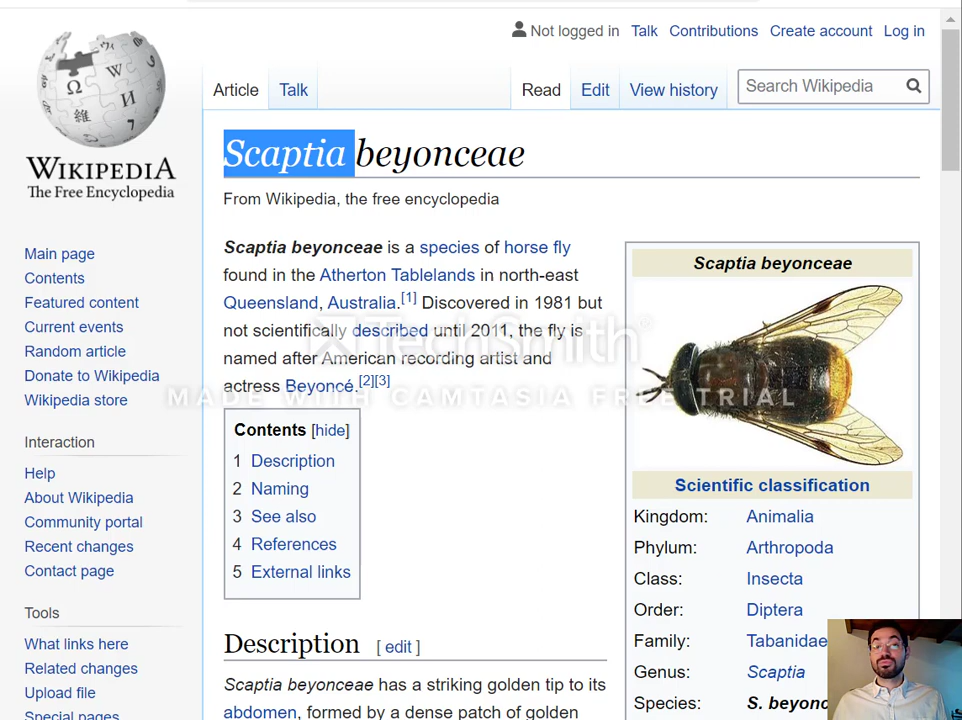 Not logged in Talk Contributions Create account Log in
Article Talk Read Edit View history Search Wikipedia
WIKIPEDIA
The Free Encyclopedia
Main page
Contents
Featured content
Current events
Random article
Donate to Wikipedia
Wikipedia store
Interaction
Help
About Wikipedia
Community portal
Recent changes
Contact page
Tools
What links here
Related changes
Upload file
Special pages
Scaptia beyonceae
From Wikipedia, the free encyclopedia
Scaptia beyonceae is a species of horse fly
found in the Atherton Tablelands in north-east
Queensland, Australia.[1] Discovered in 1981 but
not scientifically described until 2011, the fly is
named after American recording artist and
actress Beyoncé.[2][3]
Contents [hide]
1 Description
2 Naming
3 See also
4 References
5 External links
Description [ edit ]
Scaptia beyonceae has a striking golden tip to its
abdomen, formed by a dense patch of golden
Scaptia beyonceae
Scientific classification
Kingdom: Animalia
Phylum: Arthropoda
Class: Insecta
Order: Diptera
Family: Tabanidae
Genus: Scaptia
Species: S. beyonc
TechSmith
MADE WITH CAMTASIA FREE TRIAL